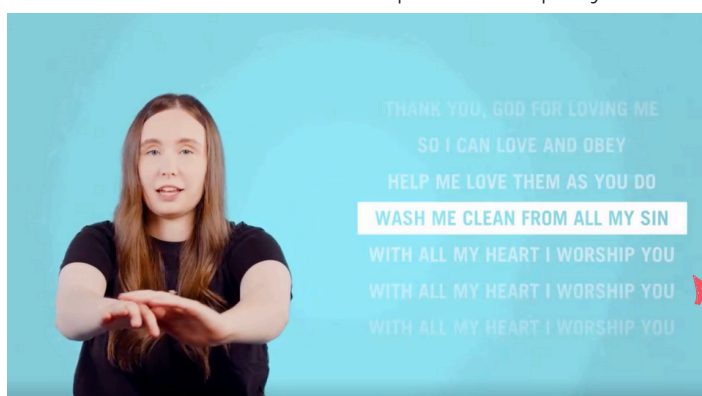 THANK YOU, GOD FOR LOVING ME
SO I CAN LOVE AND OBEY
HELP ME LOVE THEM AS YOU DO
WASH ME CLEAN FROM ALL MY SIN
WITH ALL MY HEART I WORSHIP YOU
WITH ALL MY HEART I WORSHIP YOU
WITH ALL MY HEART I WORSHIP YOU